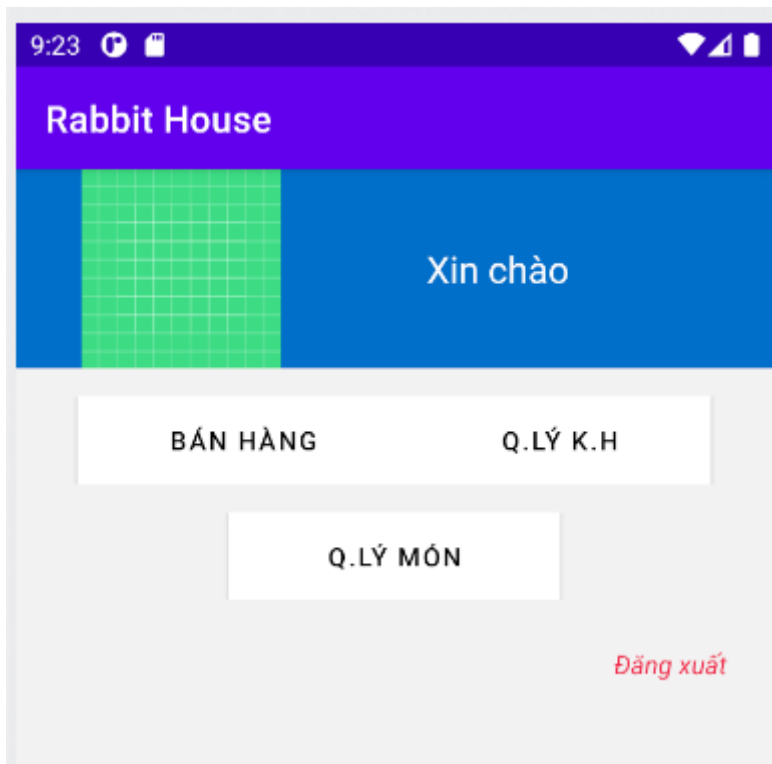 9:23
Rabbit House
Xin chào
BÁN HÀNG Q.LÝ K.H
Q.LÝ MÓN
Đăng xuất